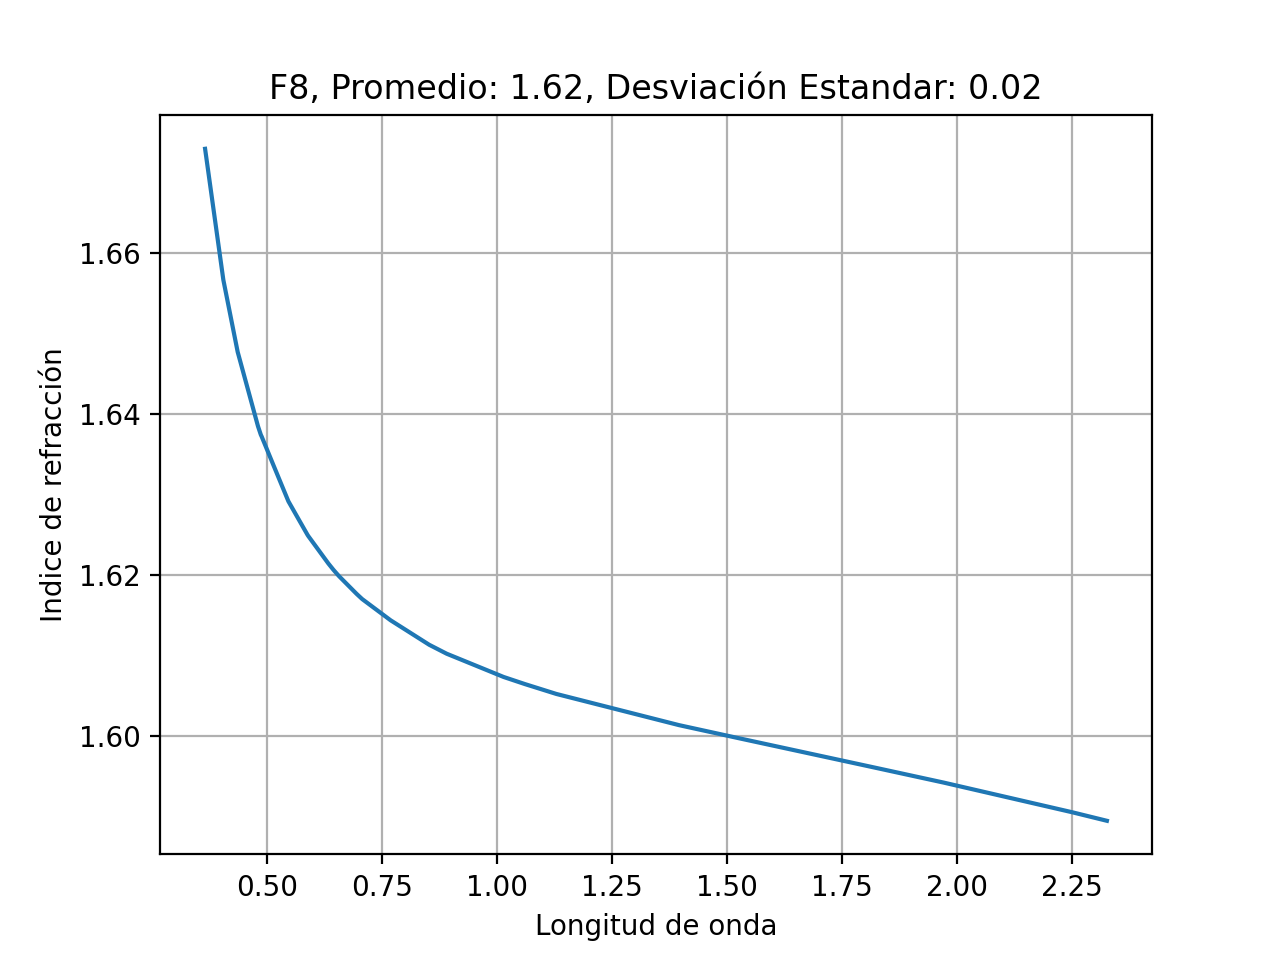 F8, Promedio: 1.62, Desviación Estandar: 0.02
Indice de refracción
1.66
1.64
1.62
1.60
0.50 0.75 1.00 1.25 1.50 1.75 2.00 2.25
Longitud de onda